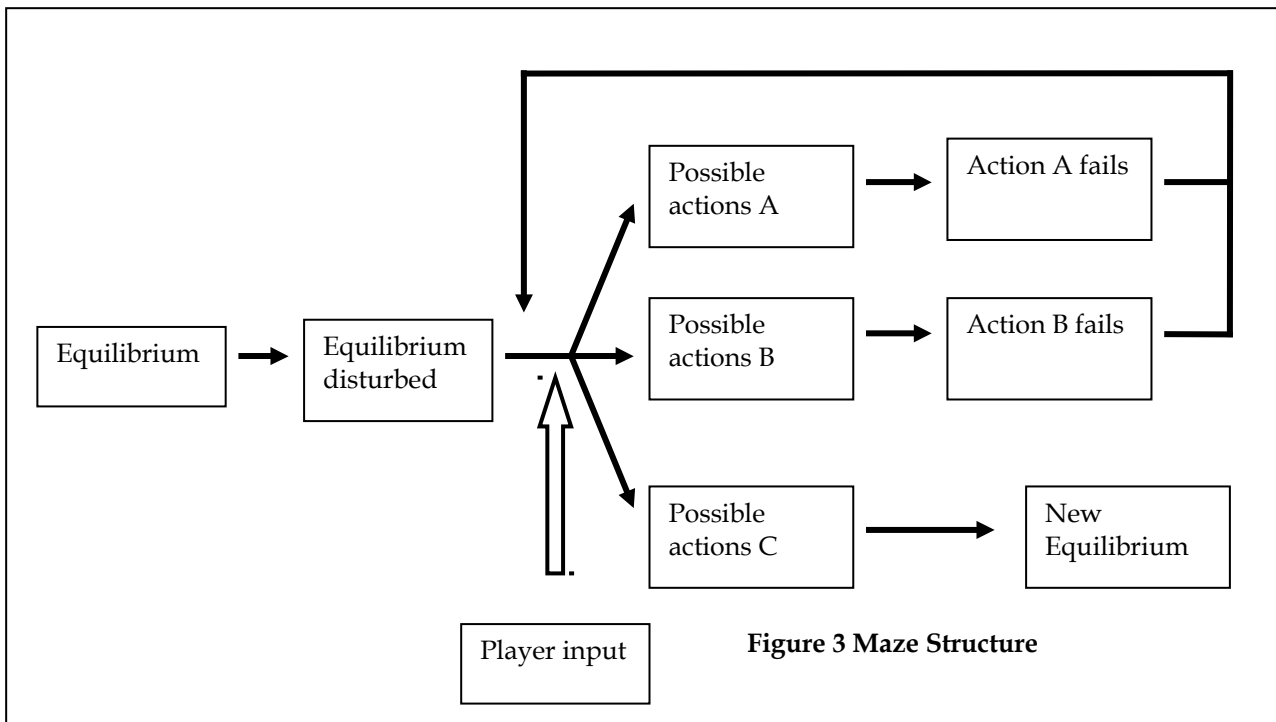 Possible
actions A
Action A fails
Possible
actions B
Action B fails
Equilibrium
Equilibrium
disturbed
Possible
actions C
New
Equilibrium
Player input
Figure 3 Maze Structure